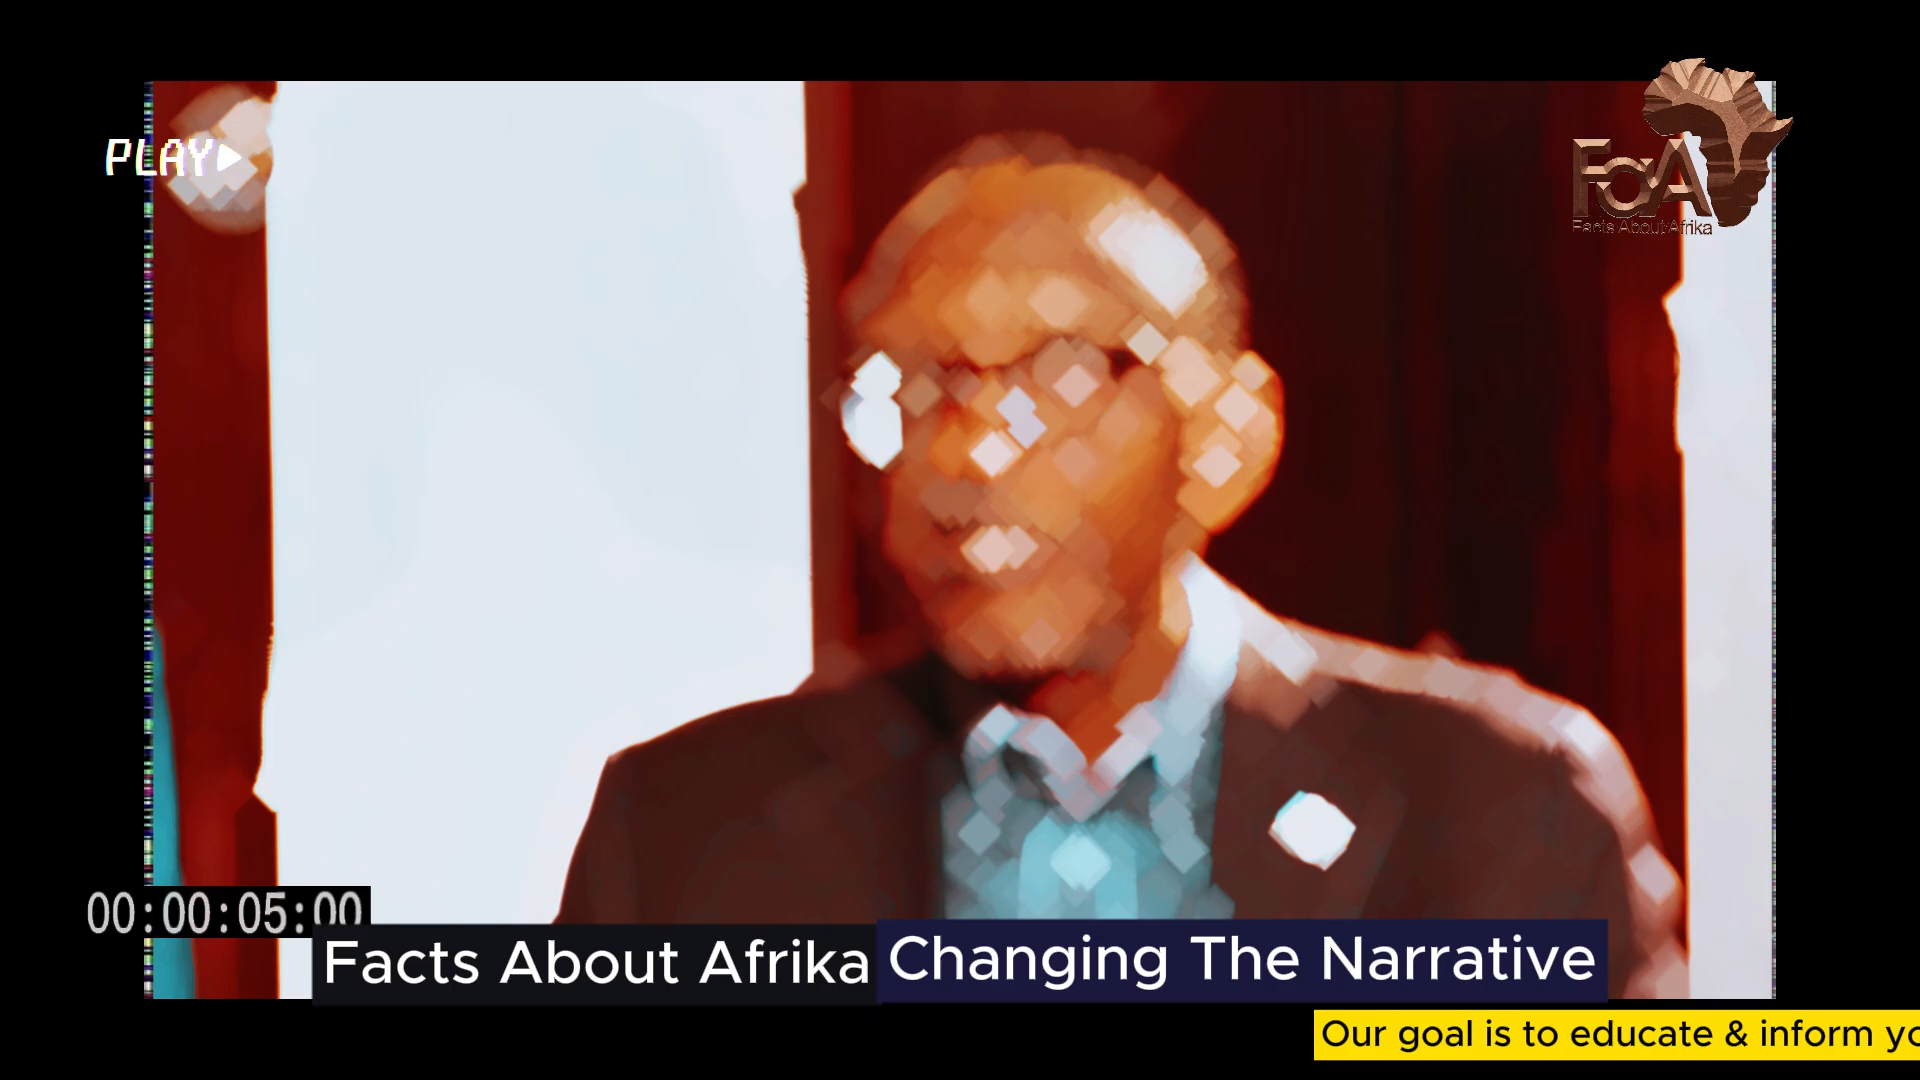 PLAY
FaA
Facts About Afrika
00:00:05:00
Facts About Afrika
Changing The Narrative
Our goal is to educate & inform yo